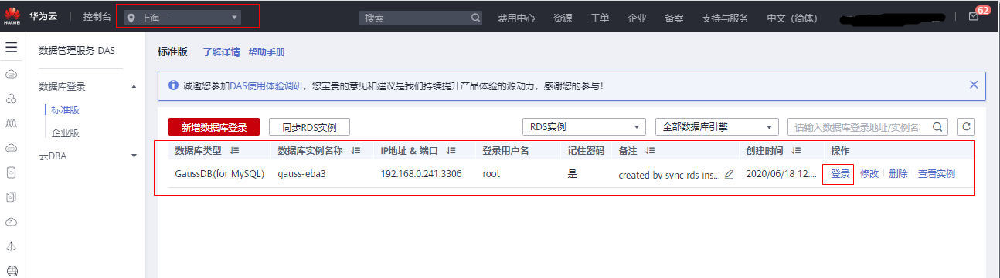 HUAWEI
华为云
控制台
上海一
搜索
费用中心
资源
工单
企业
备案
支持与服务
中文（简体）
62
数据管理服务 DAS
数据库登录
标准版
企业版
云DBA
标准版
了解详情
帮助手册
诚邀您参加DAS使用体验调研，您宝贵的意见和建议是我们持续提升产品体验的源动力，感谢您的参与！
新增数据库登录
同步RDS实例
RDS实例
全部数据库引擎
请输入数据库登录地址/实例名称
数据库类型 数据库实例名称 IP地址 & 端口 登录用户名 记住密码 备注 创建时间 操作
GaussDB(for MySQL) gauss-eba3 192.168.0.241:3306 root 是 created by sync rds ins... 2020/06/18 12:... 登录 修改 删除 查看实例